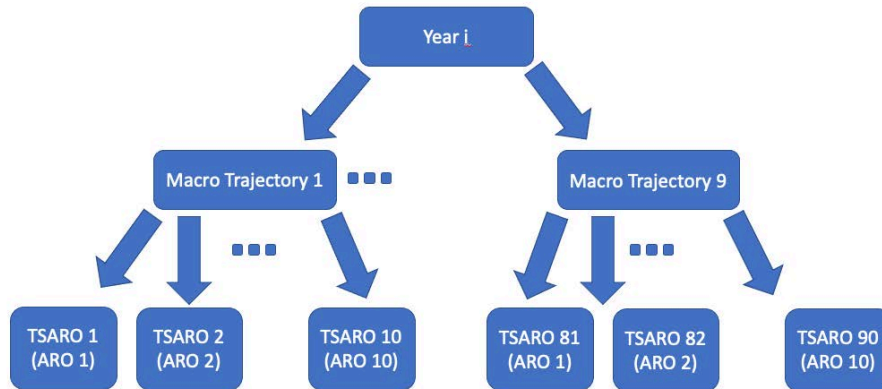 Year i
Macro Trajectory 1
Macro Trajectory 9
TSARO 1
(ARO 1)
TSARO 2
(ARO 2)
TSARO 10
(ARO 10)
TSARO 81
(ARO 1)
TSARO 82
(ARO 2)
TSARO 90
(ARO 10)